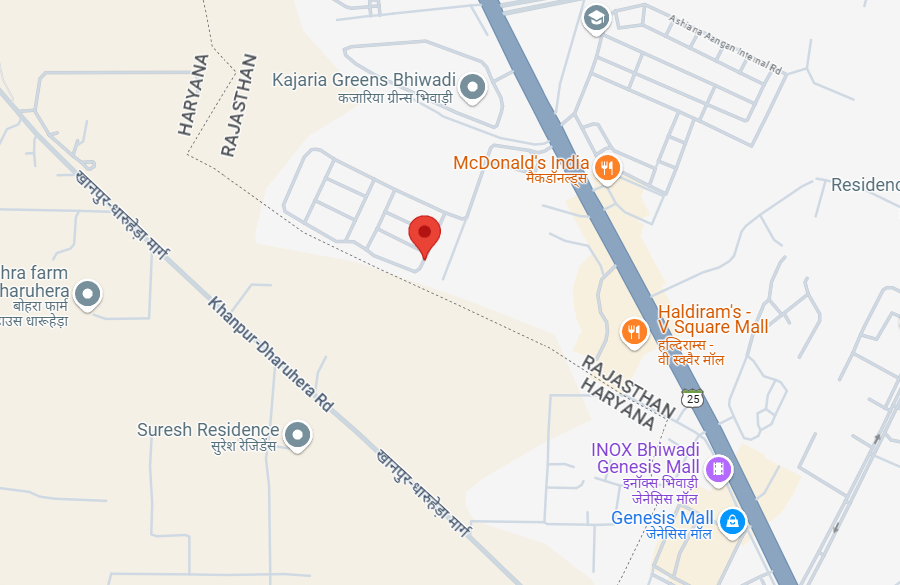 Ashiana Aangan Internal Rd
HARYANA
RAJASTHAN
Kajaria Greens Bhiwadi
कजारिया ग्रीन्स भिवाड़ी
McDonald's India
मैकडॉनल्ड्स
Residenc
खानपुर-धारुहेड़ा मार्ग
hra farm
haruhera
बोहरा फार्म
टाउस धारूहेड़ा
Khanpur-Dharuhera Rd
Haldiram's -
V Square Mall
हल्दिराम्स -
वी स्क्वैर मॉल
RAJASTHAN
HARYANA
25
Suresh Residence
सुरेश रेजिडेंस
खानपुर-धारुहेड़ा मार्ग
INOX Bhiwadi
Genesis Mall
इनॉक्स भिवाड़ी
जेनेसिस मॉल
Genesis Mall
जेनेसिस मॉल